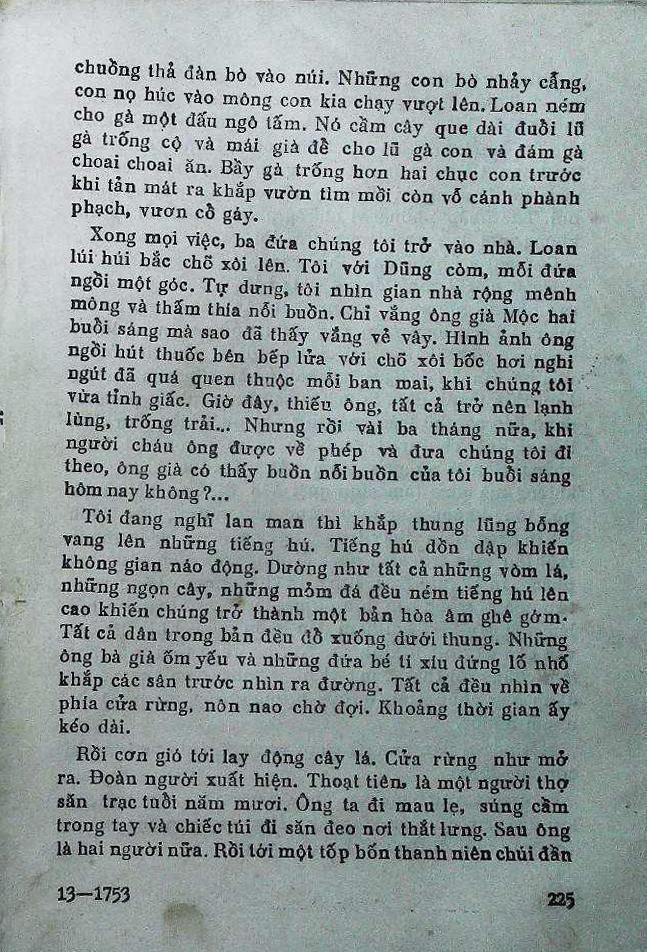 chuồng thả đàn bò vào núi. Những con bò nhảy cẫng,
con nọ húc vào mông con kia chạy vượt lên. Loan ném
cho gà một đấu ngô tấm. Nó cầm cây que dài đuổi lũ
gà trống cộ và mái già để cho lũ gà con và đám gà
choai choai ăn. Bầy gà trống hơn hai chục con trước
khi tản mát ra khắp vườn tìm mồi còn vỗ cánh phành
phạch, vươn cổ gáy.
Xong mọi việc, ba đứa chúng tôi trở vào nhà. Loan
lúi húi bắc chõ xôi lên. Tôi với Dũng còm, mỗi đứa
ngồi một góc. Tự dưng, tôi nhìn gian nhà rộng mênh
mông và thấm thía nỗi buồn. Chỉ vắng ông già Mộc hai
buổi sáng mà sao đã thấy vắng vẻ vậy. Hình ảnh ông
ngồi hút thuốc bên bếp lửa với chõ xôi bốc hơi nghi
ngút đã quá quen thuộc mỗi ban mai, khi chúng tôi
vừa tỉnh giấc. Giờ đây, thiếu ông, tất cả trở nên lạnh
lùng, trống trải... Nhưng rồi vài ba tháng nữa, khi
người cháu ông được về phép và đưa chúng tôi đi
theo, ông già có thấy buồn nỗi buồn của tôi buổi sáng
hôm nay không?...
Tôi đang nghĩ lan man thì khắp thung lũng bỗng
vang lên những tiếng hú. Tiếng hú dồn dập khiến
không gian náo động. Dường như tất cả những vòm lá,
những ngọn cây, những mỏm đá đều ném tiếng hú lên
cao khiến chúng trở thành một bản hòa âm ghê gớm.
Tất cả dân trong bản đều đổ xuống dưới thung. Những
ông bà già ốm yếu và những đứa bé tí xíu đứng lố nhố
khắp các sân trước nhìn ra đường. Tất cả đều nhìn về
phía cửa rừng, nôn nao chờ đợi. Khoảng thời gian ấy
kéo dài.
Rồi cơn gió tới lay động cây lá. Cửa rừng như mở
ra. Đoàn người xuất hiện. Thoạt tiên, là một người thợ
săn trạc tuổi năm mươi. Ông ta đi mau lẹ, súng cầm
trong tay và chiếc túi đi săn đeo nơi thắt lưng. Sau ông
là hai người nữa. Rồi tới một tốp bốn thanh niên chúi đần
13—1753
225